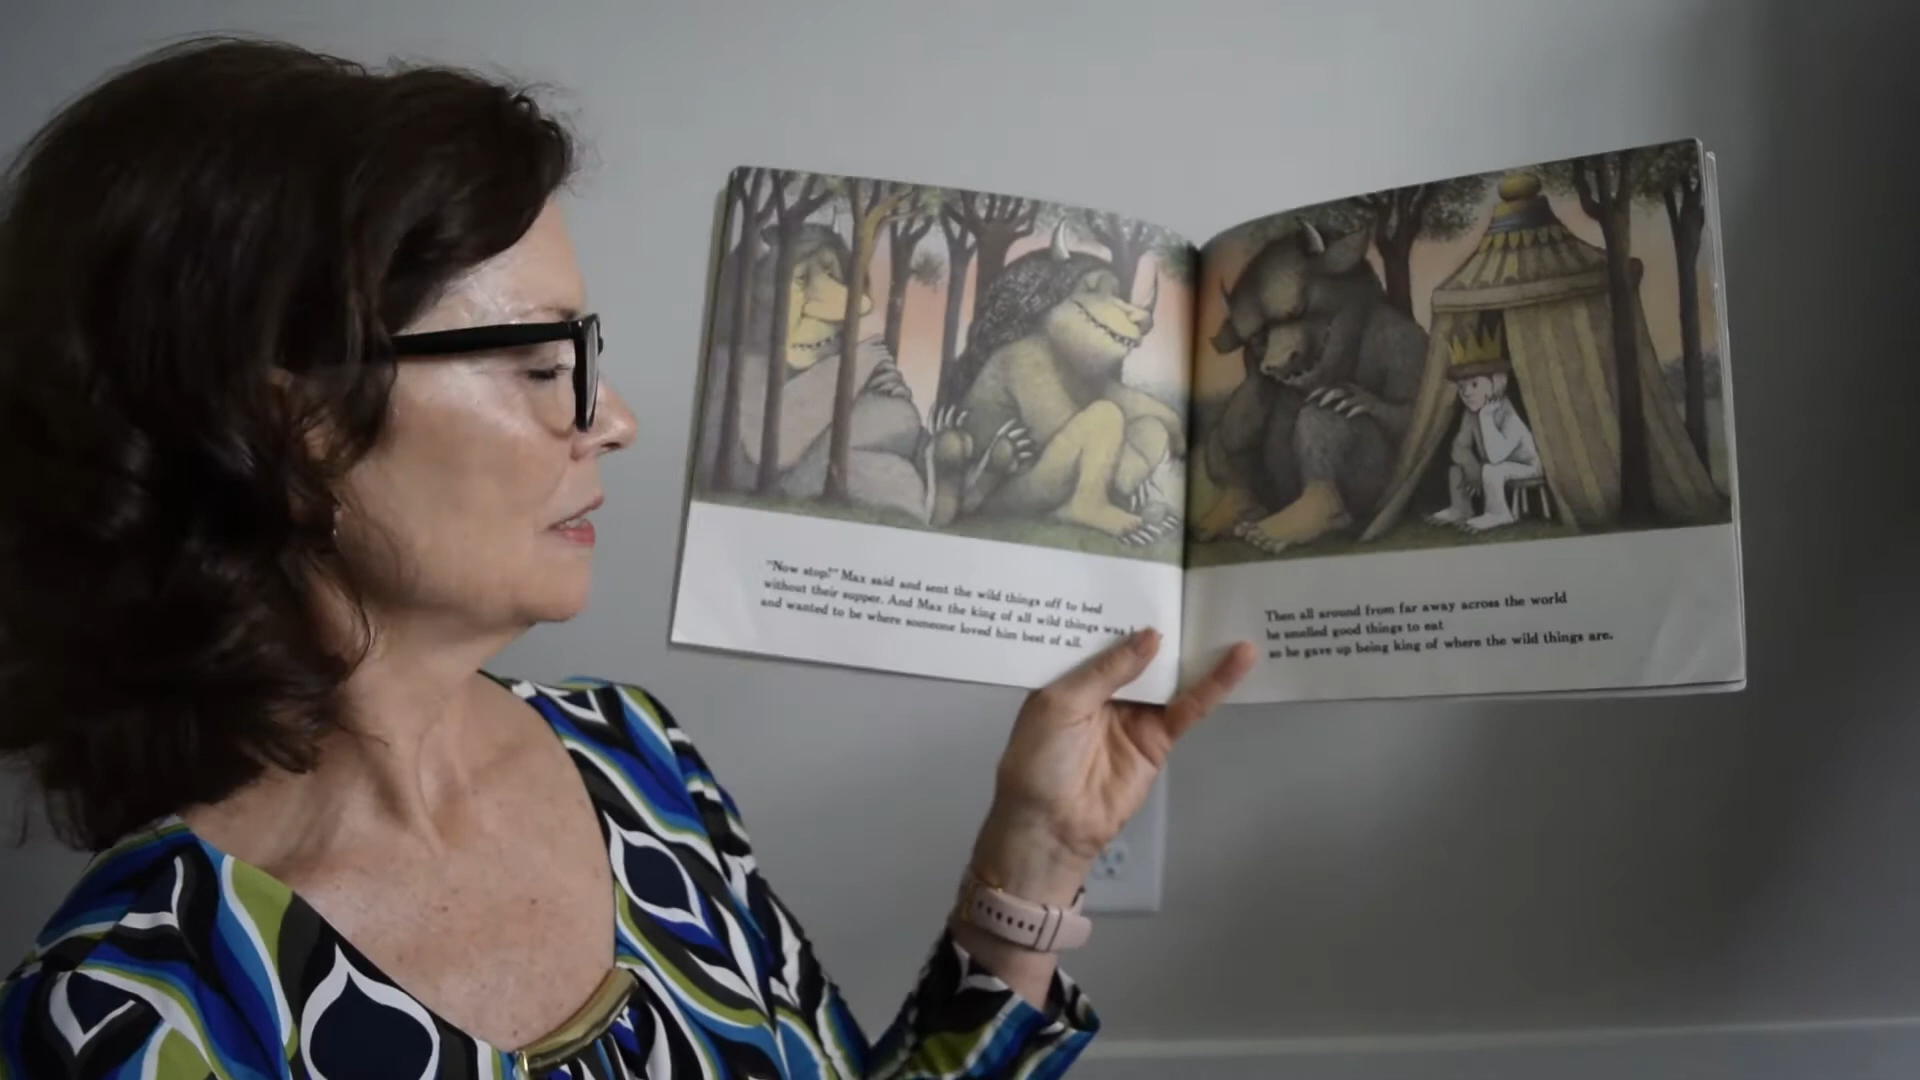 "Now stop!" Max said and sent the wild things off to bed
without their supper. And Max the king of all wild things was
and wanted to be where someone loved him best of all.
Then all around from far away across the world
he smelled good things to eat
so he gave up being king of where the wild things are.